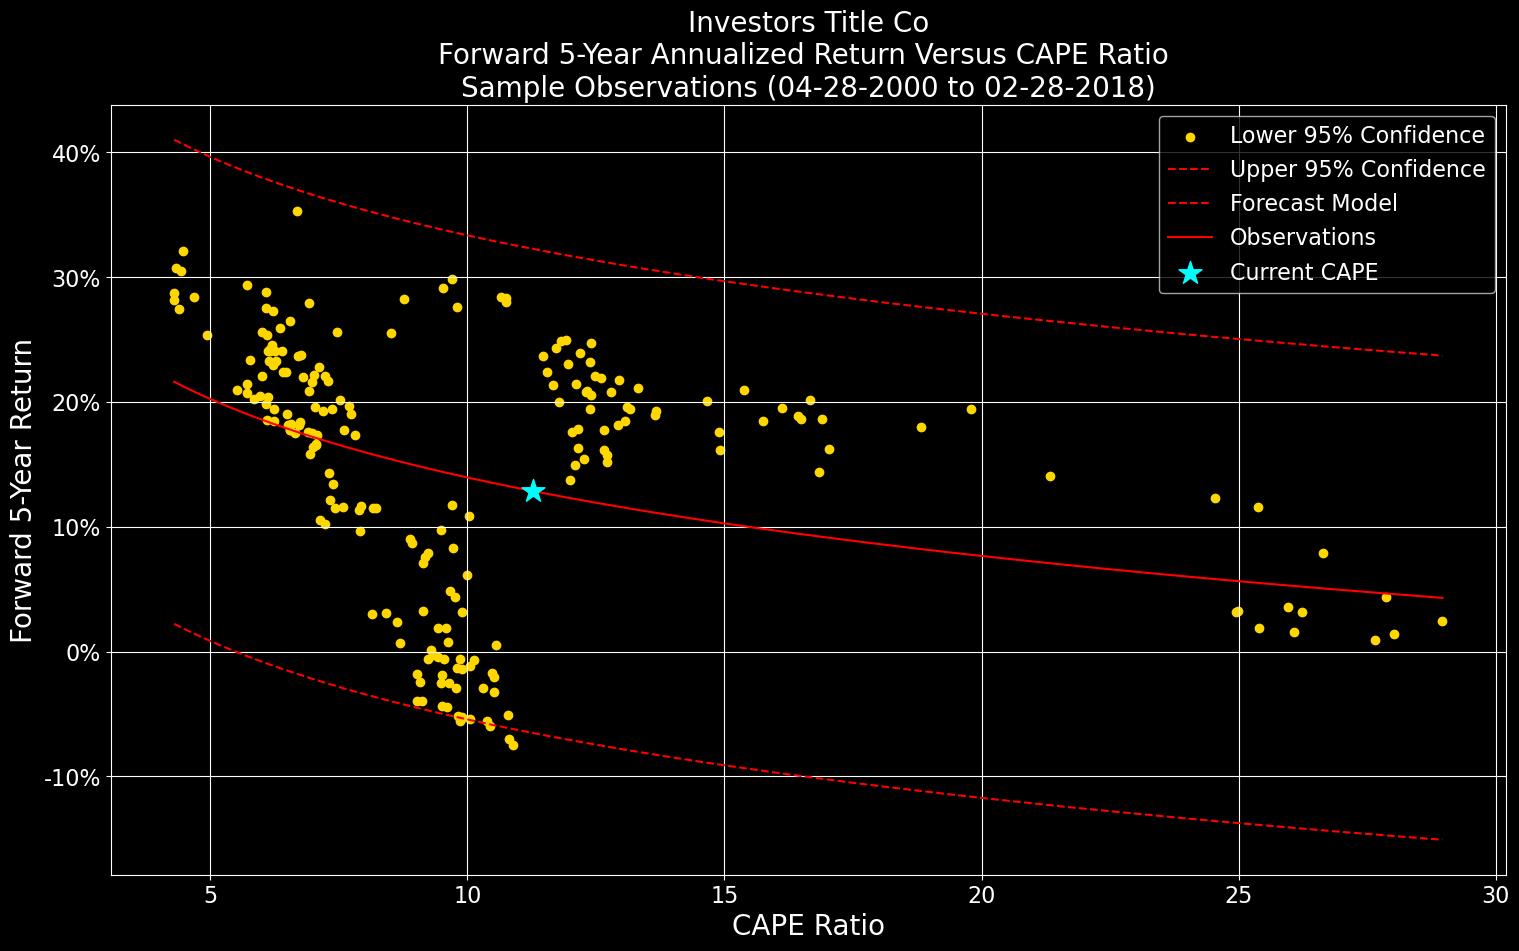 Investors Title Co
Forward 5-Year Annualized Return Versus CAPE Ratio
Sample Observations (04-28-2000 to 02-28-2018)
Lower 95% Confidence
Upper 95% Confidence
Forecast Model
Observations
Current CAPE
Forward 5-Year Return
40%
30%
20%
10%
0%
-10%
5 10 15 20 25 30
CAPE Ratio